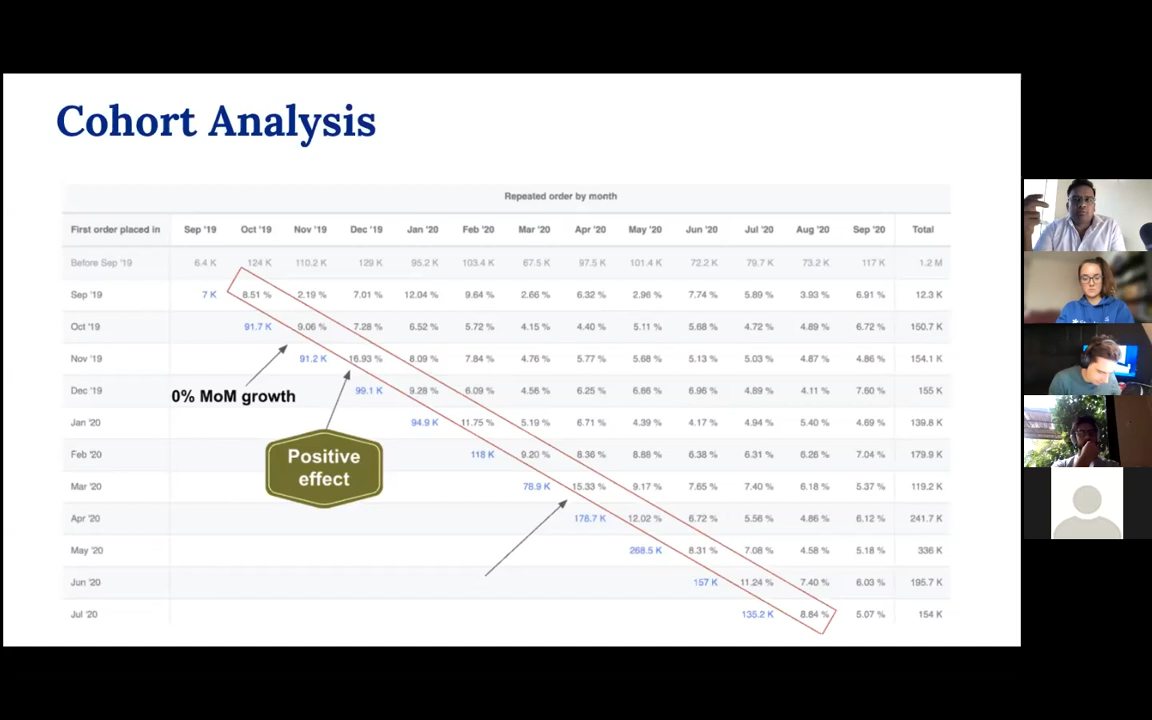 Cohort Analysis
Repeated order by month
First order placed in Sep '19 Oct '19 Nov '19 Dec '19 Jan '20 Feb '20 Mar '20 Apr '20 May '20 Jun '20 Jul '20 Aug '20 Sep '20 Total
Before Sep '19 6.4 K 124 K 110.2 K 129 K 95.2 K 103.4 K 67.5 K 97.5 K 101.4 K 72.2 K 79.7 K 73.2 K 117 K 1.2 M
Sep '19 7 K 8.51 % 2.19 % 7.01 % 12.04 % 9.64 % 2.66 % 6.32 % 2.96 % 7.74 % 5.89 % 3.93 % 6.91 % 12.3 K
Oct '19 91.7 K 9.06 % 7.28 % 6.52 % 5.72 % 4.15 % 4.40 % 5.11 % 5.68 % 4.72 % 4.89 % 6.72 % 150.7 K
Nov '19 91.2 K 16.93 % 8.09 % 7.84 % 4.76 % 5.77 % 5.68 % 5.13 % 5.03 % 4.87 % 4.86 % 154.1 K
Dec '19 99.1 K 9.28 % 6.09 % 4.56 % 6.25 % 6.66 % 6.96 % 4.89 % 4.11 % 7.60 % 155 K
0% MoM growth
Jan '20 94.9 K 11.75 % 5.19 % 6.71 % 4.39 % 4.17 % 4.94 % 5.40 % 4.69 % 139.8 K
Feb '20 118 K 9.20 % 8.36 % 8.88 % 6.38 % 6.31 % 6.26 % 7.04 % 179.9 K
Positive
effect
Mar '20 78.9 K 15.33 % 9.17 % 7.65 % 7.40 % 6.18 % 5.37 % 119.2 K
Apr '20 178.7 K 12.02 % 6.72 % 5.56 % 4.86 % 6.12 % 241.7 K
May '20 268.5 K 8.31 % 7.08 % 4.58 % 5.18 % 336 K
Jun '20 157 K 11.24 % 7.40 % 6.03 % 195.7 K
Jul '20 135.2 K 8.84 % 5.07 % 154 K